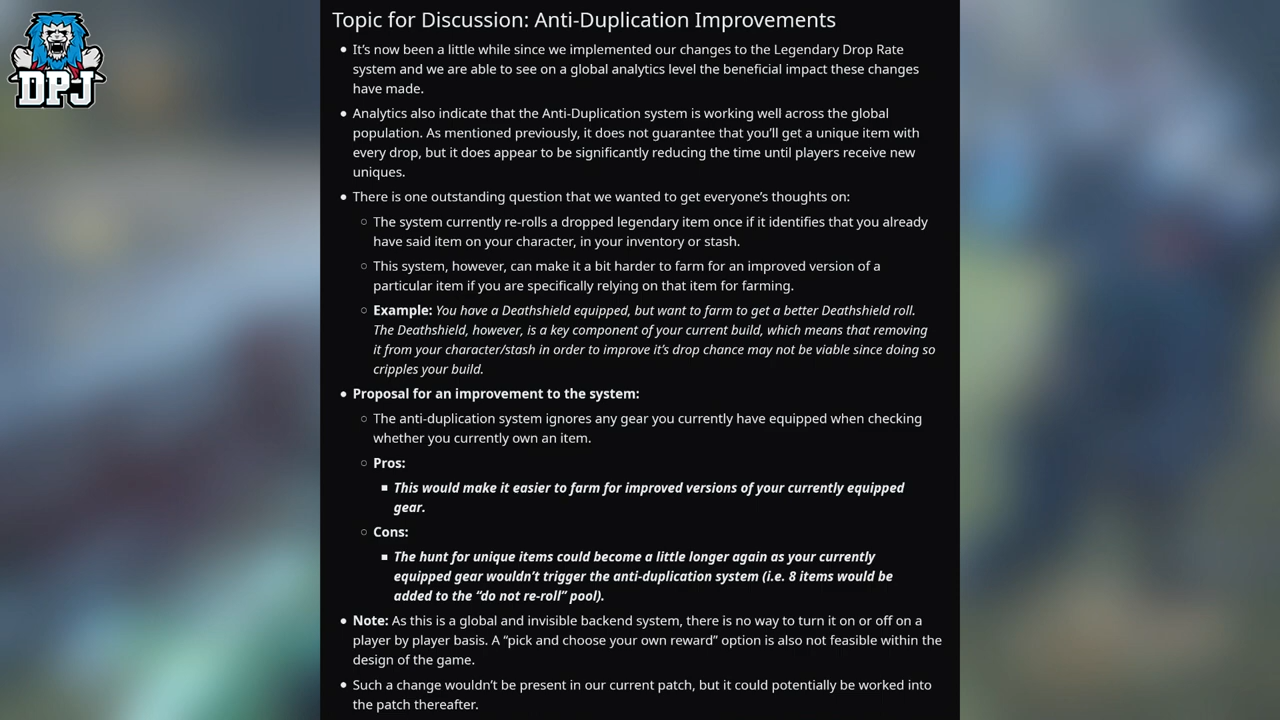 DPJ
Topic for Discussion: Anti-Duplication Improvements
• It's now been a little while since we implemented our changes to the Legendary Drop Rate
system and we are able to see on a global analytics level the beneficial impact these changes
have made.
• Analytics also indicate that the Anti-Duplication system is working well across the global
population. As mentioned previously, it does not guarantee that you'll get a unique item with
every drop, but it does appear to be significantly reducing the time until players receive new
uniques.
• There is one outstanding question that we wanted to get everyone's thoughts on:
○ The system currently re-rolls a dropped legendary item once if it identifies that you already
have said item on your character, in your inventory or stash.
○ This system, however, can make it a bit harder to farm for an improved version of a
particular item if you are specifically relying on that item for farming.
○ Example: You have a Deathshield equipped, but want to farm to get a better Deathshield roll.
The Deathshield, however, is a key component of your current build, which means that removing
it from your character/stash in order to improve it's drop chance may not be viable since doing so
cripples your build.
• Proposal for an improvement to the system:
○ The anti-duplication system ignores any gear you currently have equipped when checking
whether you currently own an item.
○ Pros:
▪ This would make it easier to farm for improved versions of your currently equipped
gear.
○ Cons:
▪ The hunt for unique items could become a little longer again as your currently
equipped gear wouldn't trigger the anti-duplication system (i.e. 8 items would be
added to the "do not re-roll" pool).
• Note: As this is a global and invisible backend system, there is no way to turn it on or off on a
player by player basis. A "pick and choose your own reward" option is also not feasible within the
design of the game.
• Such a change wouldn't be present in our current patch, but it could potentially be worked into
the patch thereafter.